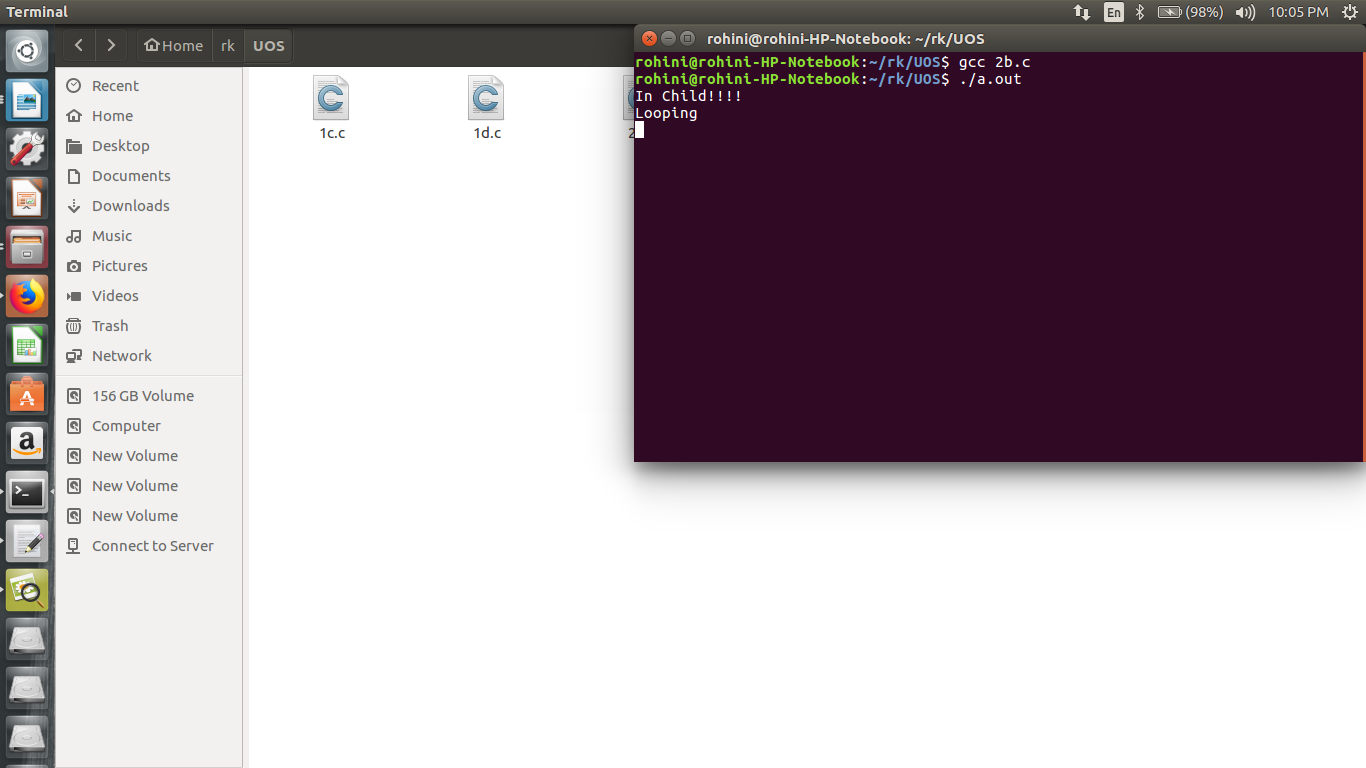 Terminal
En
(98%)
10:05 PM
Home
rk
UOS
rohini@rohini-HP-Notebook: ~/rk/UOS
Recent
Home
Desktop
Documents
Downloads
Music
Pictures
Videos
Trash
Network
156 GB Volume
Computer
New Volume
New Volume
New Volume
Connect to Server
1c.c
1d.c
2
rohini@rohini-HP-Notebook:~/rk/UOS$ gcc 2b.c
rohini@rohini-HP-Notebook:~/rk/UOS$ ./a.out
In Child!!!!
Looping